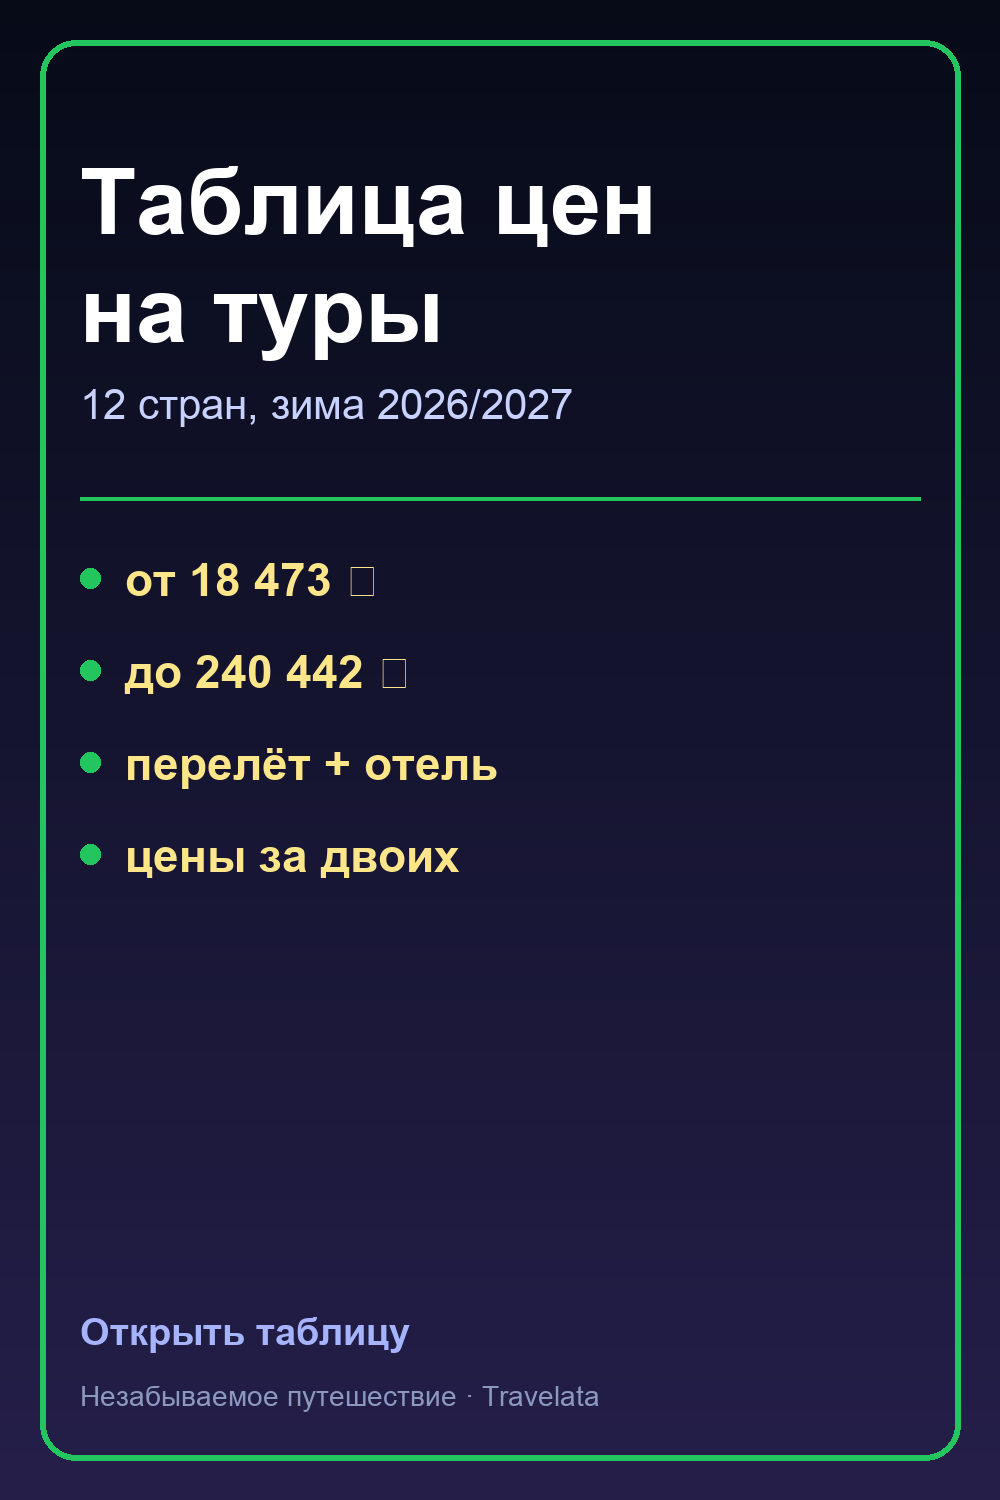 Таблица цен
на туры
12 стран, зима 2026/2027
от 18 473 □
до 240 442 □
перелёт + отель
цены за двоих
Открыть таблицу
Незабываемое путешествие · Travelata